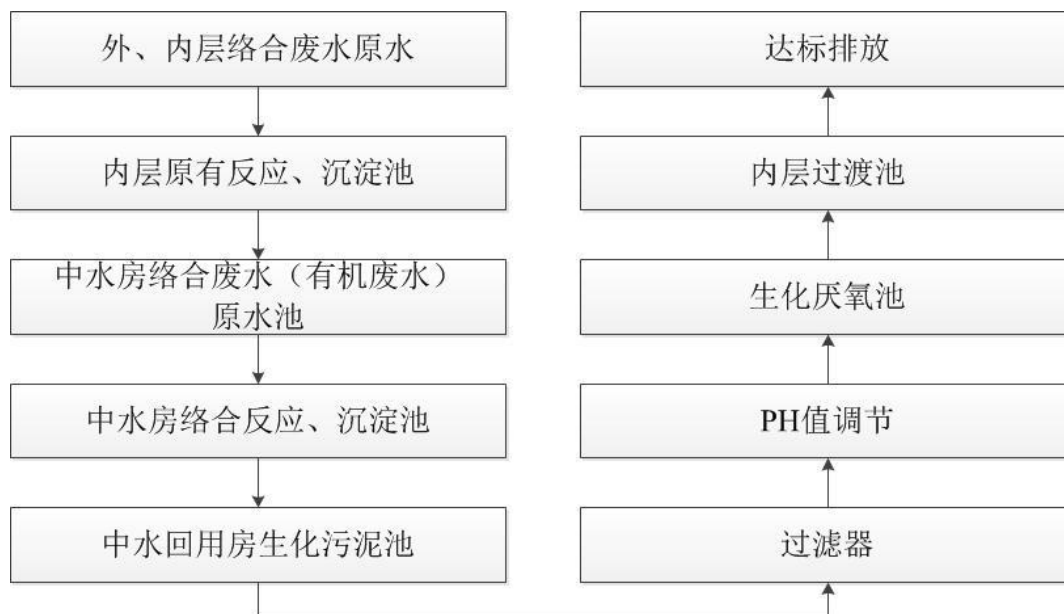 外、内层络合废水原水
内层原有反应、沉淀池
中水房络合废水（有机废水）
原水池
中水房络合反应、沉淀池
中水回用房生化污泥池
过滤器
PH值调节
生化厌氧池
内层过渡池
达标排放